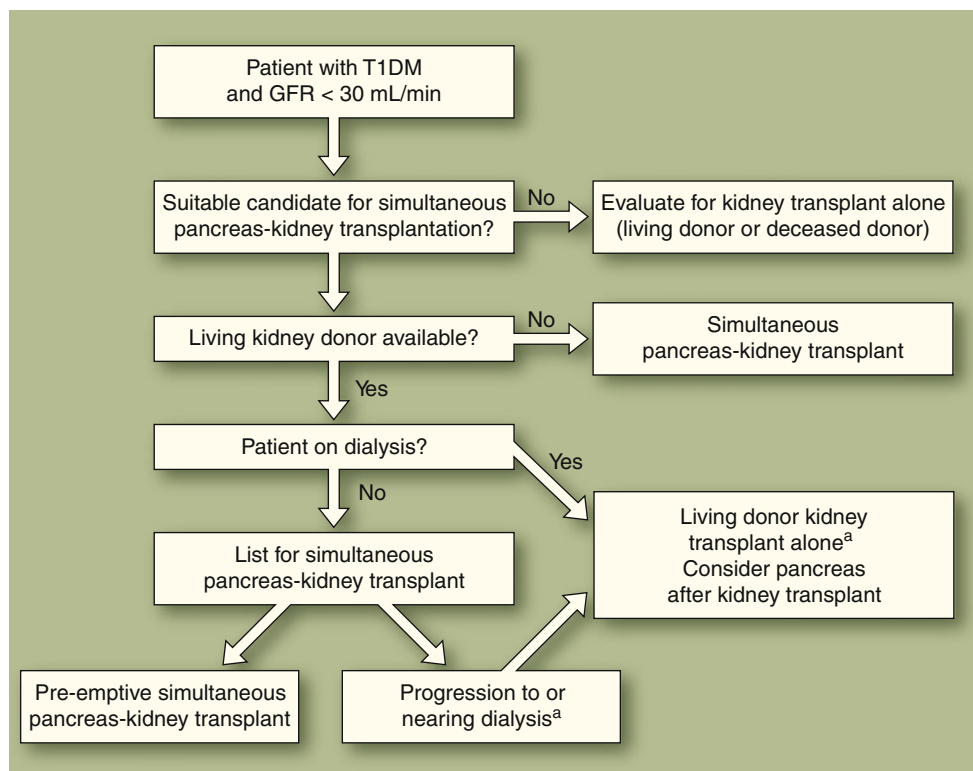 Patient with T1DM
and GFR < 30 mL/min
Suitable candidate for simultaneous
pancreas-kidney transplantation?
No
Evaluate for kidney transplant alone
(living donor or deceased donor)
Living kidney donor available?
No
Simultaneous
pancreas-kidney transplant
Yes
Patient on dialysis?
Yes
No
Living donor kidney
transplant aloneᵃ
Consider pancreas
after kidney transplant
List for simultaneous
pancreas-kidney transplant
Pre-emptive simultaneous
pancreas-kidney transplant
Progression to or
nearing dialysisᵃ